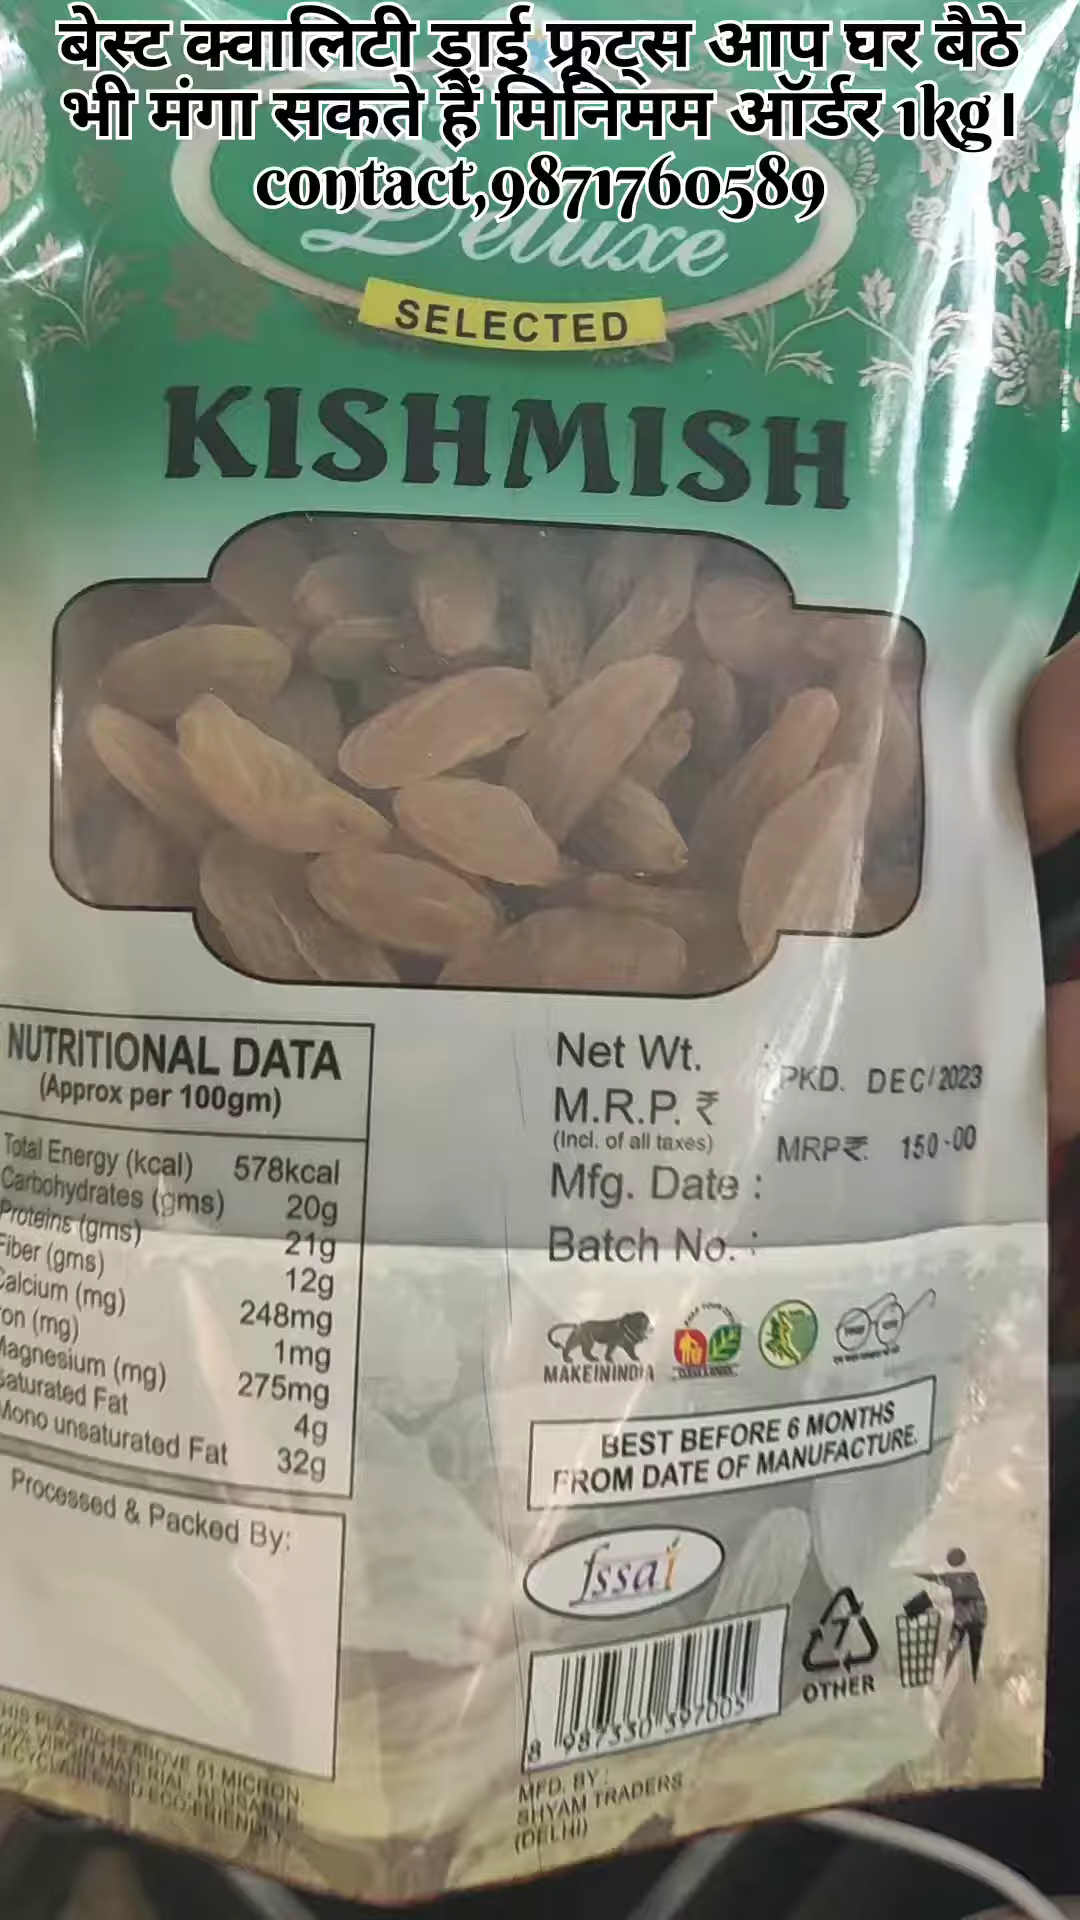 बेस्ट क्वालिटी ड्राई फ्रूट्स आप घर बैठे
भी मंगा सकते हैं मिनिमम ऑर्डर 1kg।
contact,9871760589
Deluxe
SELECTED
KISHMISH
NUTRITIONAL DATA
(Approx per 100gm)
Total Energy (kcal) 578kcal
Carbohydrates (gms) 20g
Proteins (gms) 21g
Fiber (gms) 12g
Calcium (mg) 248mg
Iron (mg) 1mg
Magnesium (mg) 275mg
Saturated Fat 4g
Mono unsaturated Fat 32g
Processed & Packed By:
THIS PLASTIC IS ABOVE 51 MICRON,
100% VIRGIN MATERIAL, REUSABLE,
RECYCLABLE AND ECO-FRIENDLY
Net Wt. :
PKD. DEC/2023
M.R.P. ₹ :
(Incl. of all taxes)
MRP₹ 150-00
Mfg. Date :
Batch No. :
MAKE IN INDIA
BEST BEFORE 6 MONTHS
FROM DATE OF MANUFACTURE.
fssai
7
OTHER
8 987330 397005
MFD. BY :
SHYAM TRADERS
(DELHI)